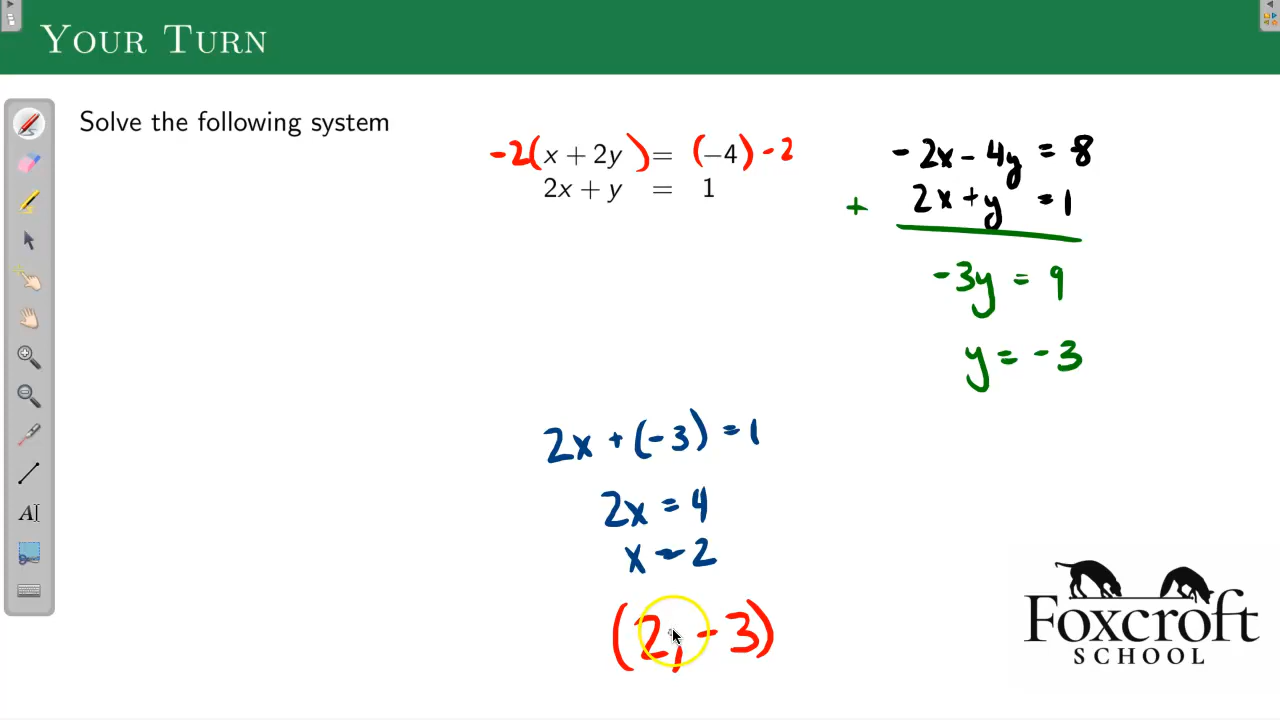 YOUR TURN
Solve the following system
-2(x + 2y) = (-4)-2
2x + y = 1
-2x - 4y = 8
2x + y = 1
+
-3y = 9
y = -3
2x + (-3) = 1
2x = 4
x = 2
(2, -3)
AI
FOXCROFT
SCHOOL